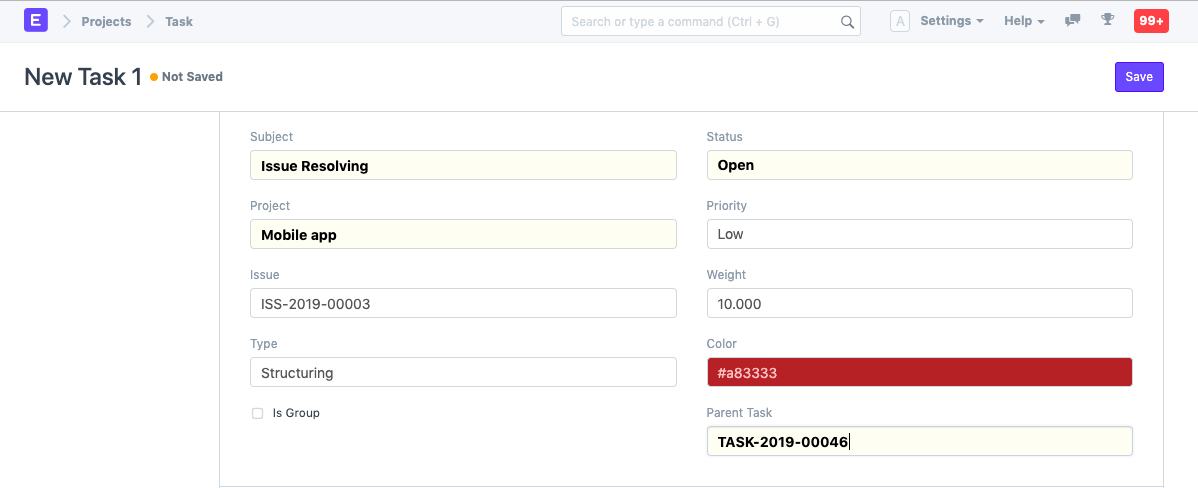 E Projects Task Search or type a command (Ctrl + G) A Settings Help 99+
New Task 1 Not Saved Save
Subject Status
Issue Resolving Open
Project Priority
Mobile app Low
Issue Weight
ISS-2019-00003 10.000
Type Color
Structuring #a83333
Is Group Parent Task
TASK-2019-00046